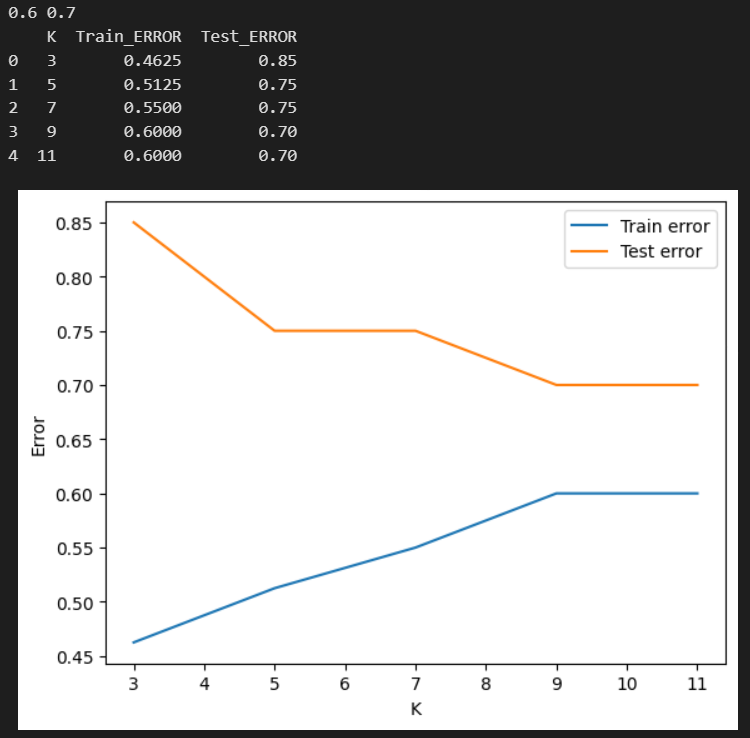 0.6 0.7
K Train_ERROR Test_ERROR
0 3 0.4625 0.85
1 5 0.5125 0.75
2 7 0.5500 0.75
3 9 0.6000 0.70
4 11 0.6000 0.70
Train error
Test error
0.85
0.80
0.75
0.70
0.65
0.60
0.55
0.50
0.45
Error
3 4 5 6 7 8 9 10 11
K